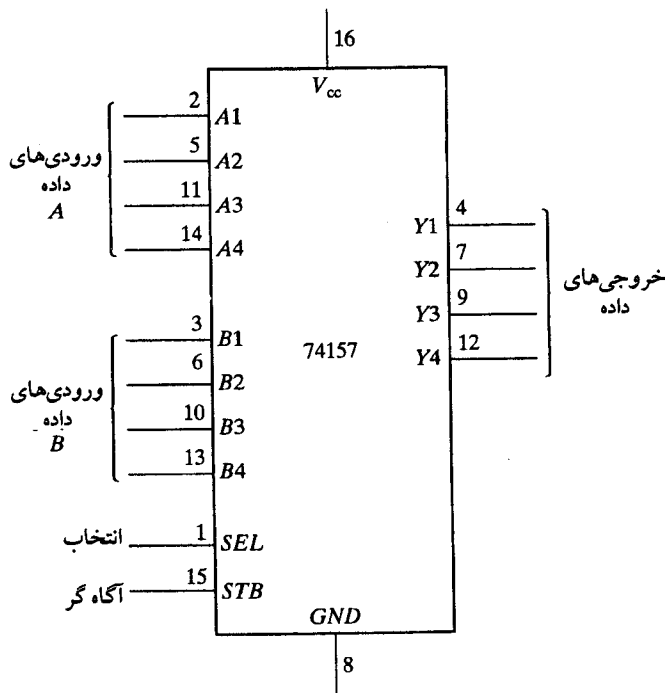 16
V_cc
2 A1
5 A2
11 A3
14 A4
ورودی‌های
داده
A
3 B1
6 B2
10 B3
13 B4
ورودی‌های
داده
B
انتخاب 1 SEL
آگاه گر 15 STB
74157
Y1 4
Y2 7
Y3 9
Y4 12
خروجی‌های
داده
GND
8